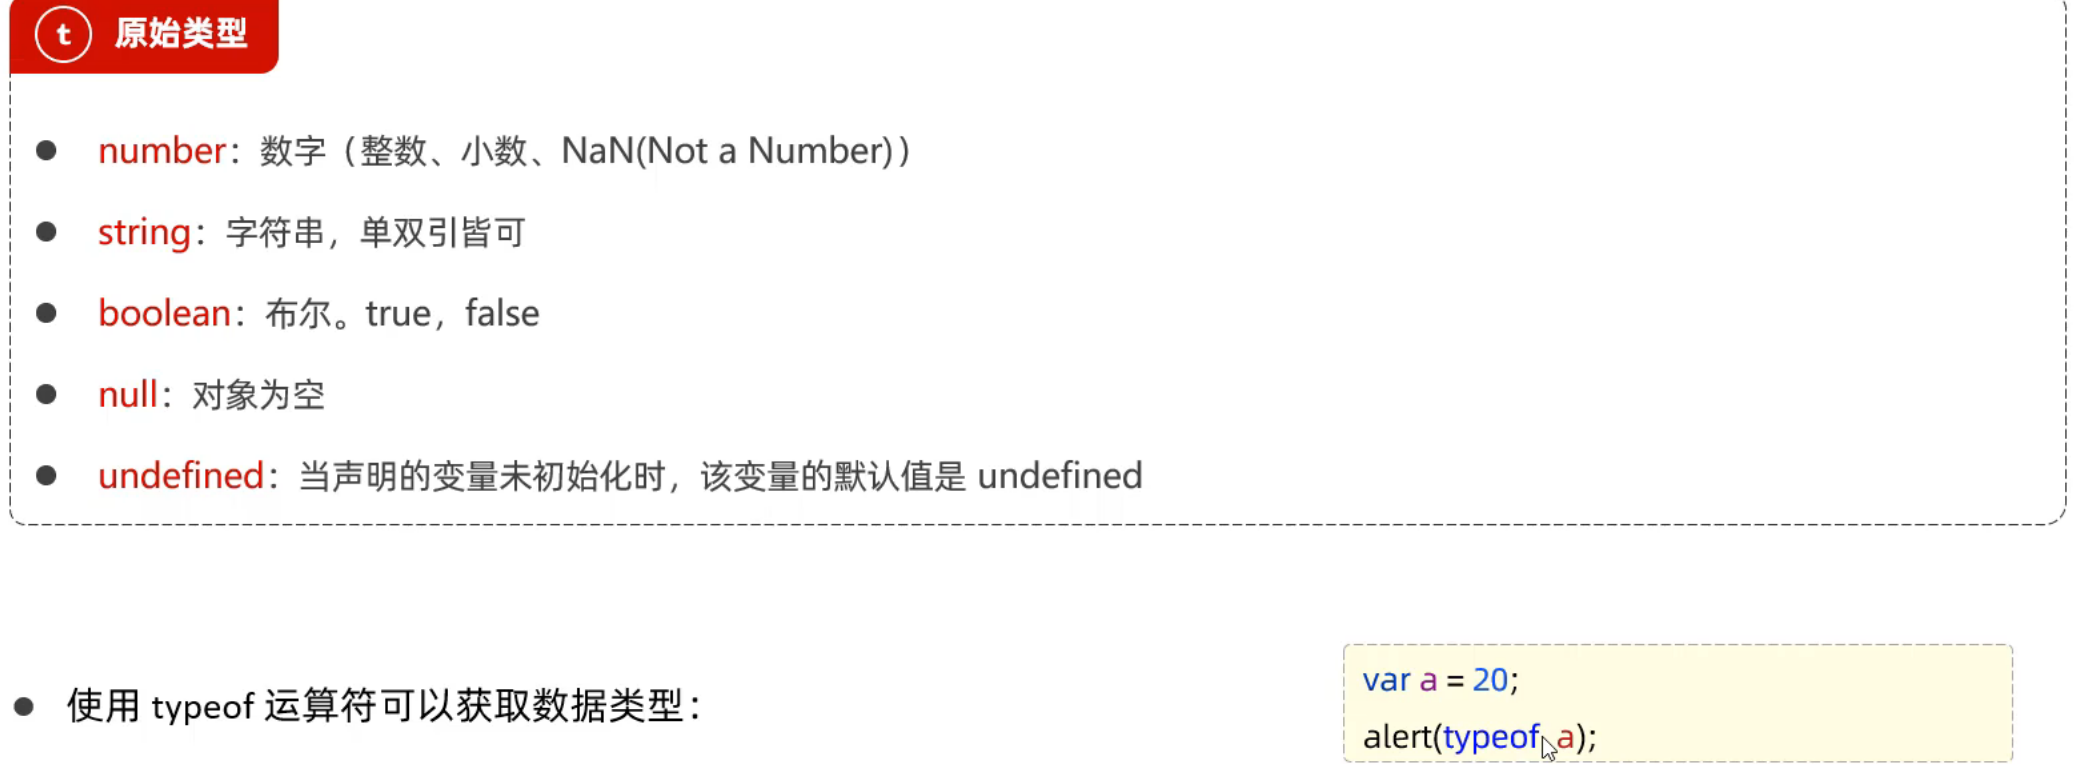 t 原始类型
number：数字（整数、小数、NaN(Not a Number)）
string：字符串，单双引皆可
boolean：布尔。true，false
null：对象为空
undefined：当声明的变量未初始化时，该变量的默认值是 undefined
使用 typeof 运算符可以获取数据类型：
var a = 20;
alert(typeof a);